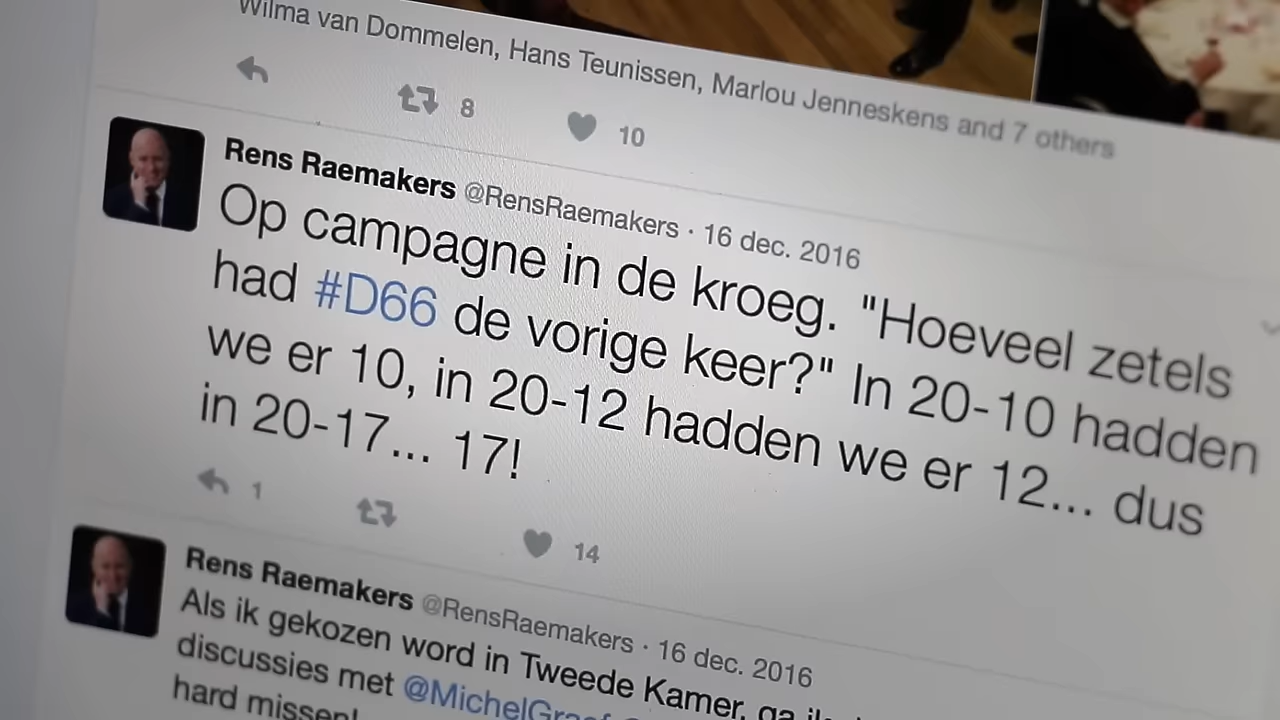 Wilma van Dommelen, Hans Teunissen, Marlou Jenneskens and 7 others
8 10
Rens Raemakers @RensRaemakers · 16 dec. 2016
Op campagne in de kroeg. "Hoeveel zetels
had #D66 de vorige keer?" In 20-10 hadden
we er 10, in 20-12 hadden we er 12... dus
in 20-17... 17!
1 14
Rens Raemakers @RensRaemakers · 16 dec. 2016
Als ik gekozen word in Tweede Kamer, ga
discussies met
hard missen!